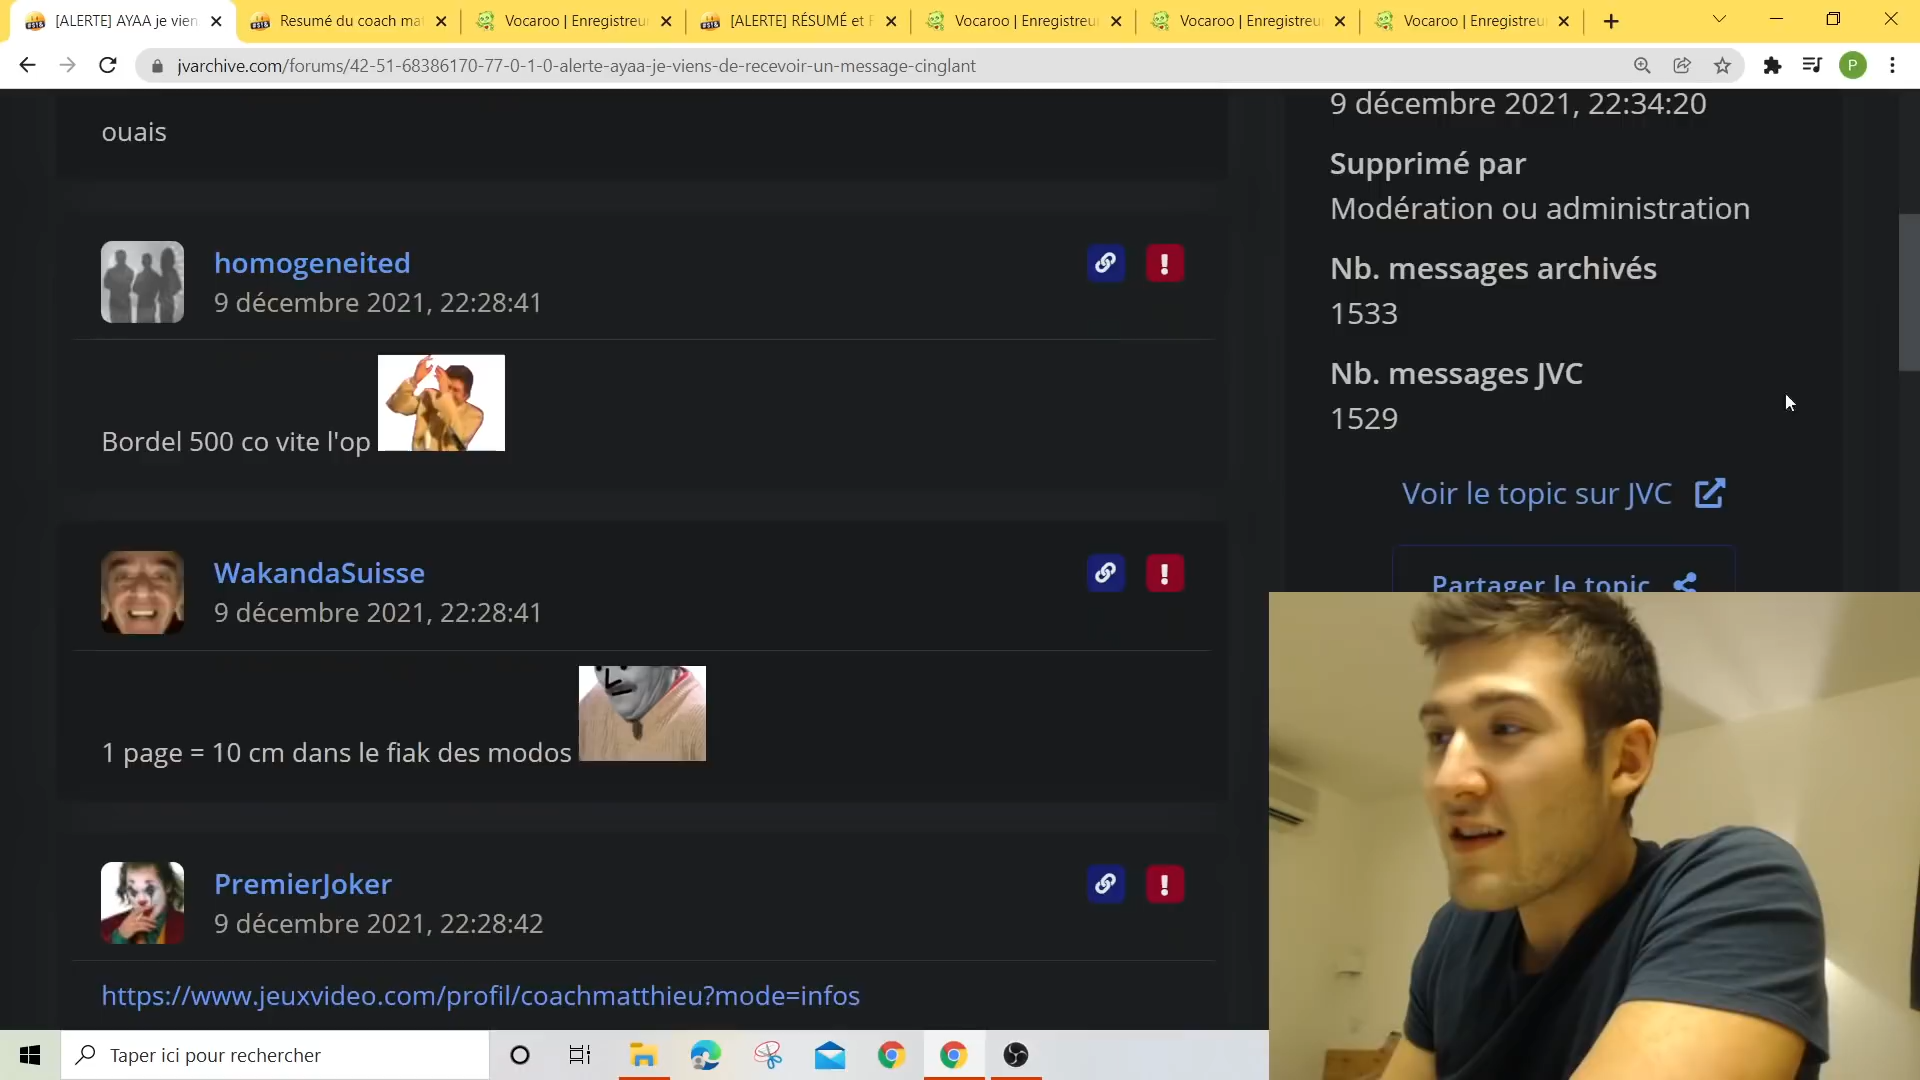 [ALERTE] AYAA je vien
Resumé du coach ma
Vocaroo | Enregistreu
[ALERTE] RÉSUMÉ et
Vocaroo | Enregistreu
Vocaroo | Enregistreu
Vocaroo | Enregistreu
jvarchive.com/forums/42-51-68386170-77-0-1-0-alerte-ayaa-je-viens-de-recevoir-un-message-cinglant
P
ouais
homogeneited
9 décembre 2021, 22:28:41
Bordel 500 co vite l'op
WakandaSuisse
9 décembre 2021, 22:28:41
1 page = 10 cm dans le fiak des modos
PremierJoker
9 décembre 2021, 22:28:42
https://www.jeuxvideo.com/profil/coachmatthieu?mode=infos
9 décembre 2021, 22:34:20
Supprimé par
Modération ou administration
Nb. messages archivés
1533
Nb. messages JVC
1529
Voir le topic sur JVC
Partager le topic
Taper ici pour rechercher